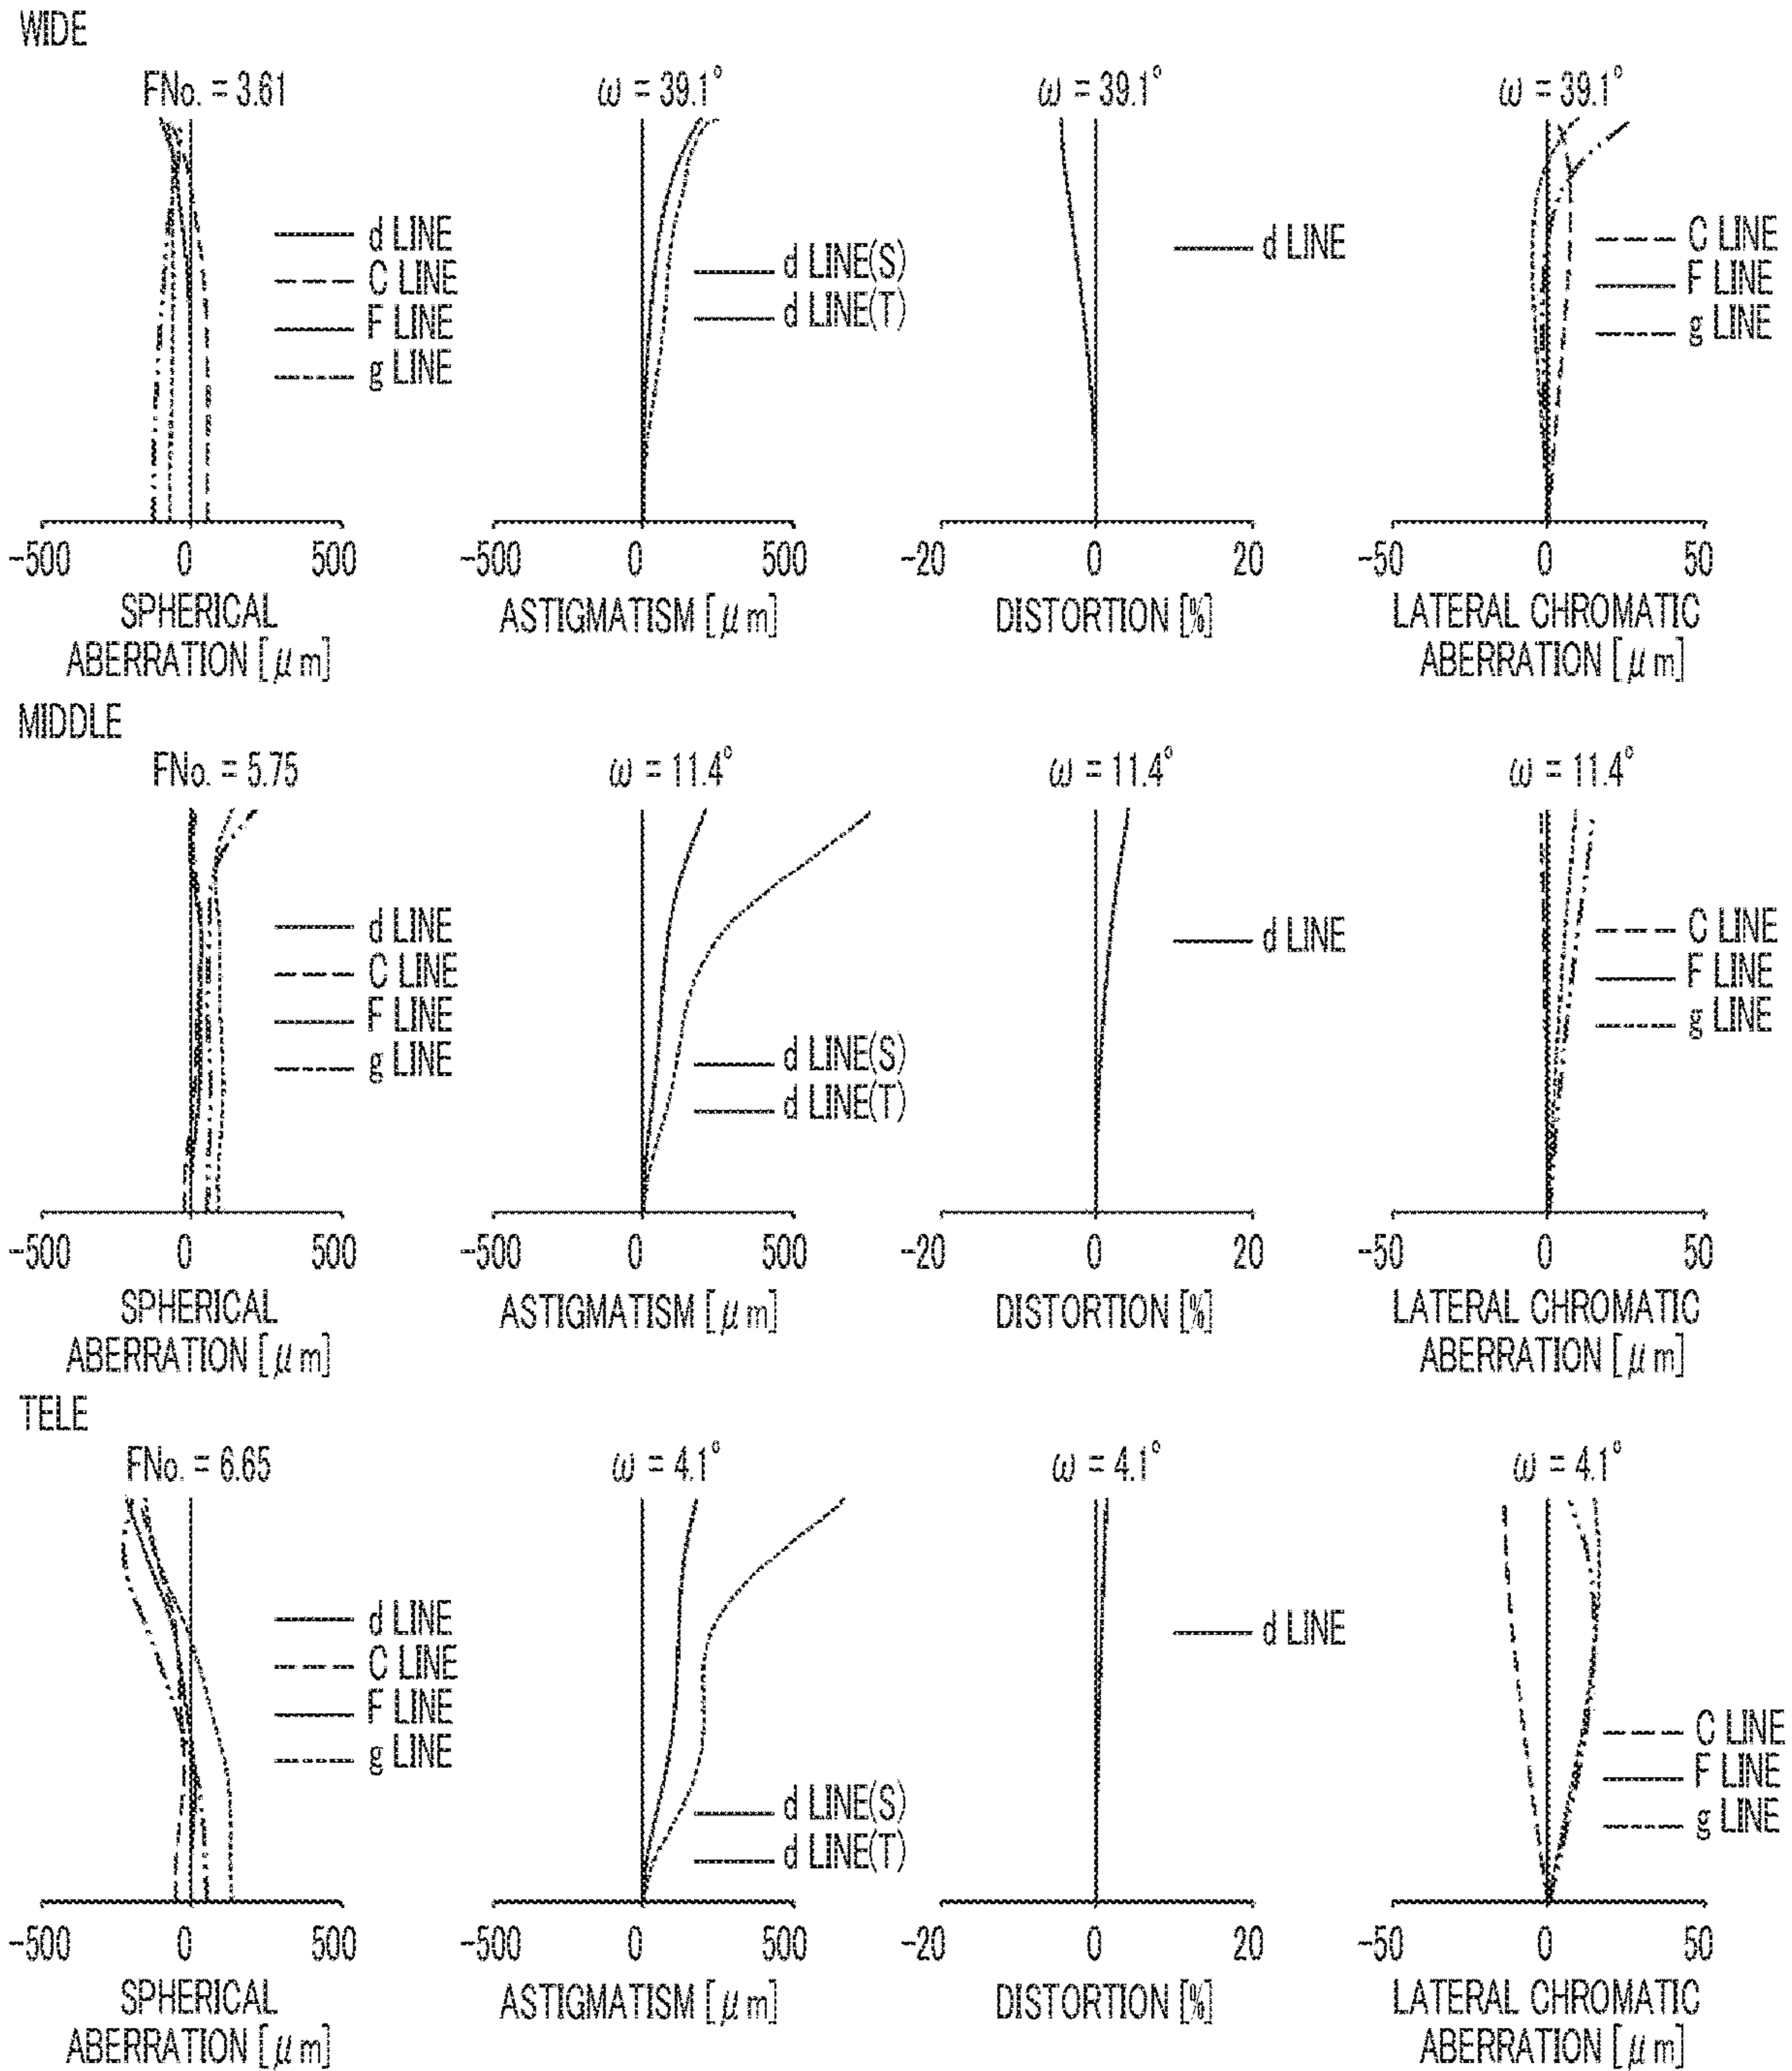 WIDE
FNo. = 3.61
ω = 39.1°
ω = 39.1°
ω = 39.1°
d LINE
C LINE
F LINE
g LINE
d LINE(S)
d LINE(T)
d LINE
C LINE
F LINE
g LINE
-500 0 500
-500 0 500
-20 0 20
-50 0 50
SPHERICAL
ABERRATION [μm]
ASTIGMATISM [μm]
DISTORTION [%]
LATERAL CHROMATIC
ABERRATION [μm]
MIDDLE
FNo. = 5.75
ω = 11.4°
ω = 11.4°
ω = 11.4°
d LINE
C LINE
F LINE
g LINE
d LINE(S)
d LINE(T)
d LINE
C LINE
F LINE
g LINE
-500 0 500
-500 0 500
-20 0 20
-50 0 50
SPHERICAL
ABERRATION [μm]
ASTIGMATISM [μm]
DISTORTION [%]
LATERAL CHROMATIC
ABERRATION [μm]
TELE
FNo. = 6.65
ω = 4.1°
ω = 4.1°
ω = 4.1°
d LINE
C LINE
F LINE
g LINE
d LINE(S)
d LINE(T)
d LINE
C LINE
F LINE
g LINE
-500 0 500
-500 0 500
-20 0 20
-50 0 50
SPHERICAL
ABERRATION [μm]
ASTIGMATISM [μm]
DISTORTION [%]
LATERAL CHROMATIC
ABERRATION [μm]